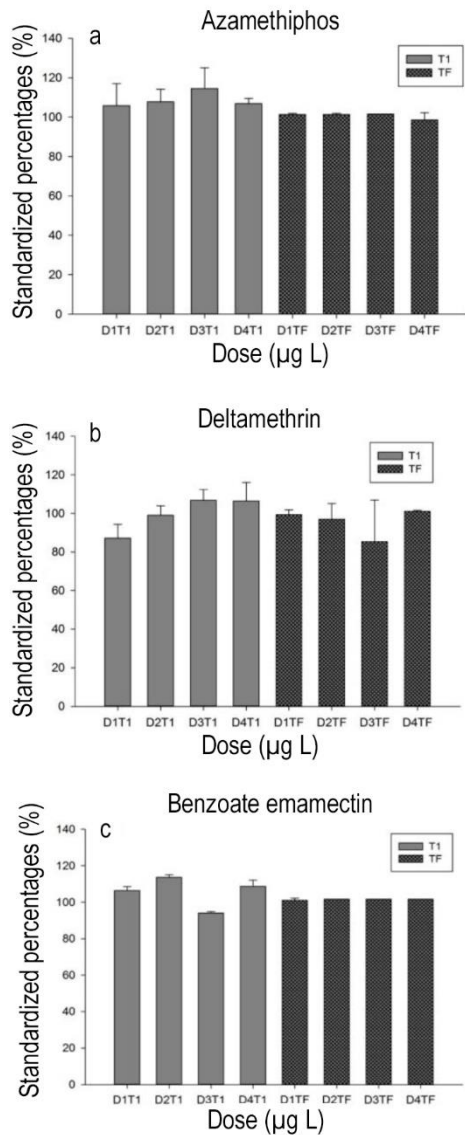 Azamethiphos
a
Standardized percentages (%)
140
120
100
80
60
40
20
0
T1
TF
D1T1 D2T1 D3T1 D4T1 D1TF D2TF D3TF D4TF
Dose (µg L)
Deltamethrin
b
Standardized percentages (%)
140
120
100
80
60
40
20
0
T1
TF
D1T1 D2T1 D3T1 D4T1 D1TF D2TF D3TF D4TF
Dose (µg L)
Benzoate emamectin
c
Standardized percentages (%)
140
120
100
80
60
40
20
0
T1
TF
D1T1 D2T1 D3T1 D4T1 D1TF D2TF D3TF D4TF
Dose (µg L)